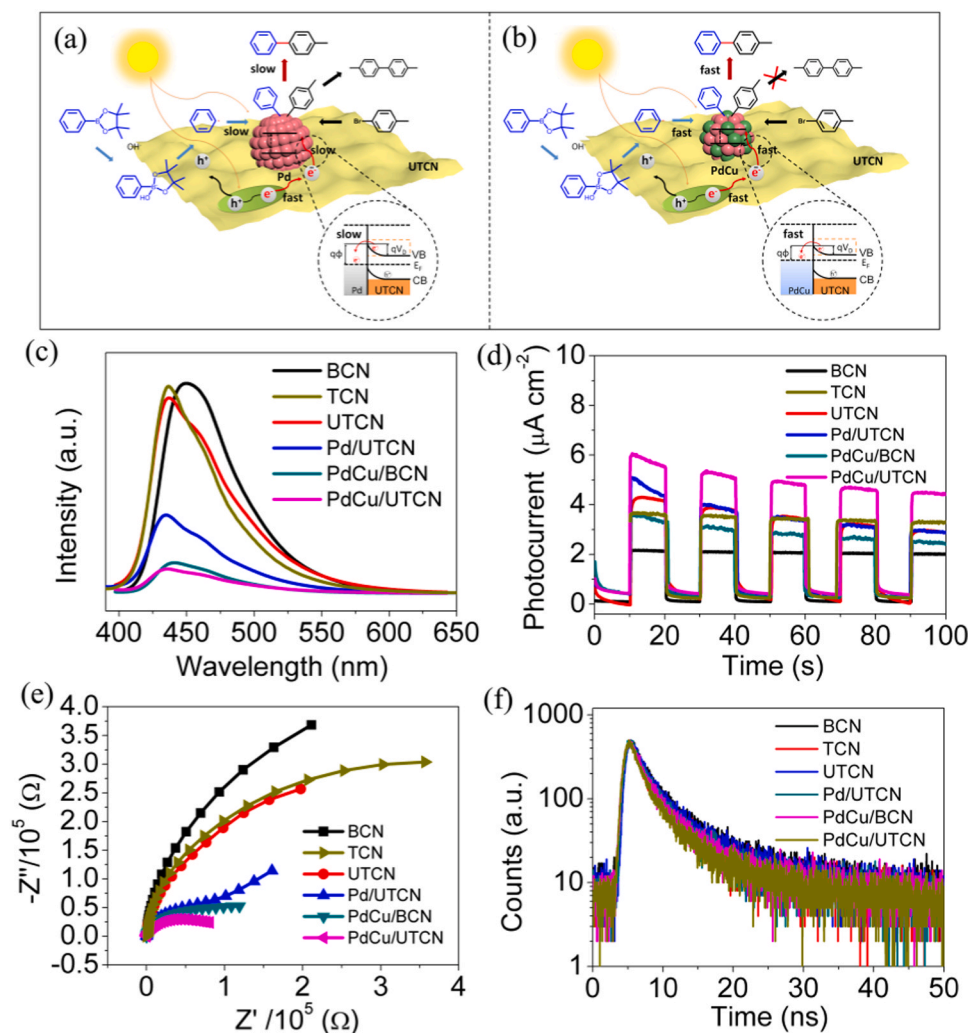 (a)
slow
Br
OH
slow
slow
h⁺
Pd
e⁻
UTCN
HO
h⁺
e⁻
fast
slow
qϕ
qV_D
VB
E_F
CB
Pd
UTCN
(b)
fast
Br
OH
fast
fast
h⁺
PdCu
e⁻
UTCN
HO
h⁺
e⁻
fast
fast
qϕ
qV_D
VB
E_F
CB
PdCu
UTCN
(c)
BCN
TCN
UTCN
Pd/UTCN
PdCu/BCN
PdCu/UTCN
Intensity (a.u.)
400 450 500 550 600 650
Wavelength (nm)
(d)
10
8
6
4
2
0
BCN
TCN
UTCN
Pd/UTCN
PdCu/BCN
PdCu/UTCN
Photocurrent (μA cm⁻²)
0 20 40 60 80 100
Time (s)
(e)
4.0
3.5
3.0
2.5
2.0
1.5
1.0
0.5
0.0
-0.5
BCN
TCN
UTCN
Pd/UTCN
PdCu/BCN
PdCu/UTCN
-Z''/10⁵ (Ω)
0 1 2 3 4
Z' /10⁵ (Ω)
(f)
1000
100
10
1
BCN
TCN
UTCN
Pd/UTCN
PdCu/BCN
PdCu/UTCN
Counts (a.u.)
0 10 20 30 40 50
Time (ns)